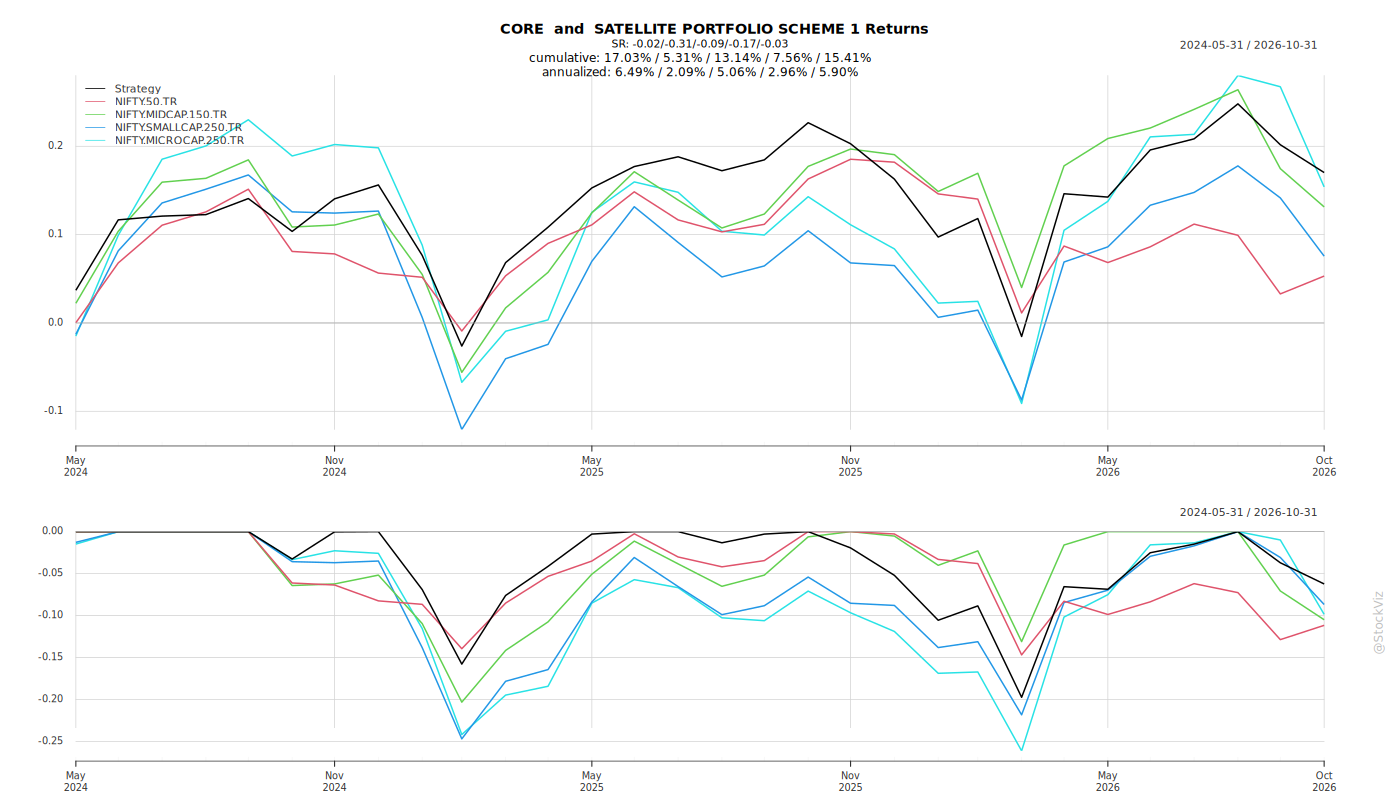 CORE and SATELLITE PORTFOLIO SCHEME 1 Returns
SR: -0.02/-0.31/-0.09/-0.17/-0.03
2024-05-31 / 2026-10-31
cumulative: 17.03% / 5.31% / 13.14% / 7.56% / 15.41%
annualized: 6.49% / 2.09% / 5.06% / 2.96% / 5.90%
Strategy
NIFTY.50.TR
NIFTY.MIDCAP.150.TR
NIFTY.SMALLCAP.250.TR
NIFTY.MICROCAP.250.TR
0.2
0.1
0.0
-0.1
May Nov May Nov May Oct
2024 2024 2025 2025 2026 2026
2024-05-31 / 2026-10-31
0.00
-0.05
-0.10
-0.15
-0.20
-0.25
May Nov May Nov May Oct
2024 2024 2025 2025 2026 2026
@StockViz